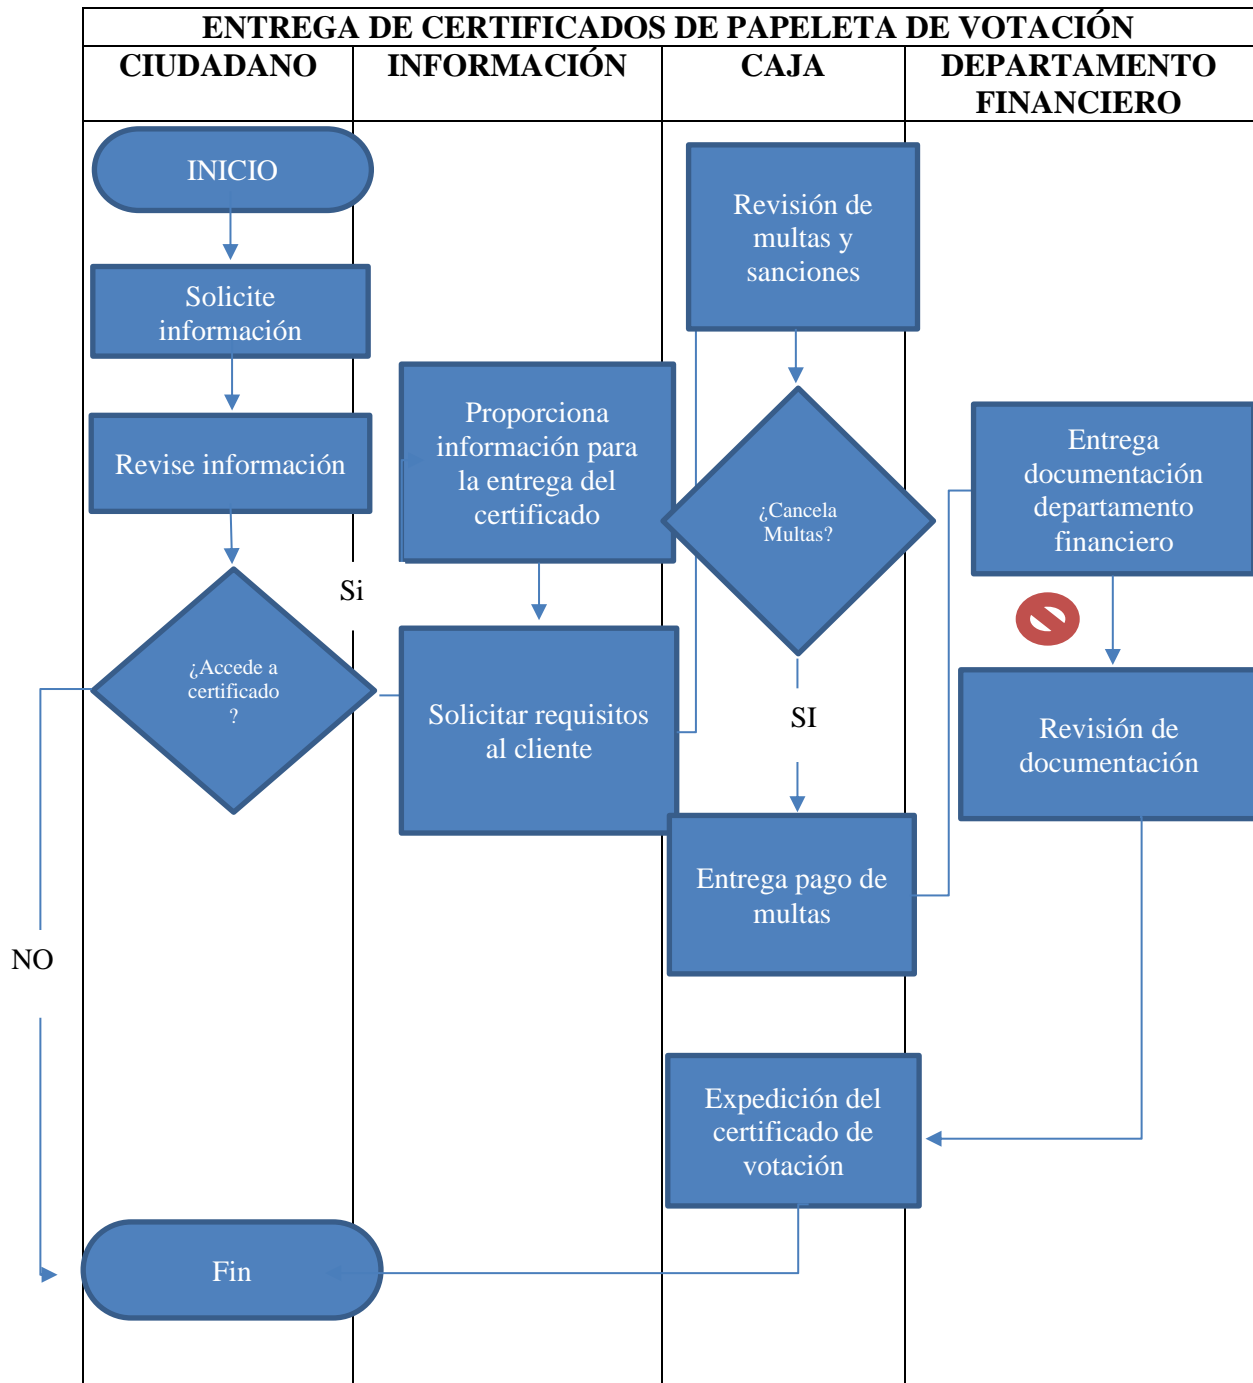 ENTREGA DE CERTIFICADOS DE PAPELETA DE VOTACIÓN
CIUDADANO
INFORMACIÓN
CAJA
DEPARTAMENTO
FINANCIERO
INICIO
Solicite
información
Revise información
¿Accede a
certificado
?
Si
NO
Fin
Proporciona
información para
la entrega del
certificado
Solicitar requisitos
al cliente
Revisión de
multas y
sanciones
¿Cancela
Multas?
SI
Entrega pago de
multas
Expedición del
certificado de
votación
Entrega
documentación
departamento
financiero
Revisión de
documentación